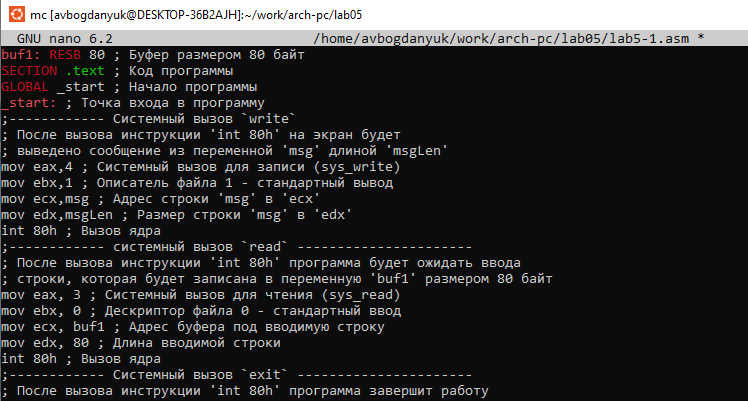 mc [avbogdanyuk@DESKTOP-36B2AJH]:~/work/arch-pc/lab05
GNU nano 6.2 /home/avbogdanyuk/work/arch-pc/lab05/lab5-1.asm *
buf1: RESB 80 ; Буфер размером 80 байт
SECTION .text ; Код программы
GLOBAL _start ; Начало программы
_start: ; Точка входа в программу
;------------ Системный вызов `write`
; После вызова инструкции 'int 80h' на экран будет
; выведено сообщение из переменной 'msg' длиной 'msgLen'
mov eax,4 ; Системный вызов для записи (sys_write)
mov ebx,1 ; Описатель файла 1 - стандартный вывод
mov ecx,msg ; Адрес строки 'msg' в 'ecx'
mov edx,msgLen ; Размер строки 'msg' в 'edx'
int 80h ; Вызов ядра
;------------ системный вызов `read` ----------------------
; После вызова инструкции 'int 80h' программа будет ожидать ввода
; строки, которая будет записана в переменную 'buf1' размером 80 байт
mov eax, 3 ; Системный вызов для чтения (sys_read)
mov ebx, 0 ; Дескриптор файла 0 - стандартный ввод
mov ecx, buf1 ; Адрес буфера под вводимую строку
mov edx, 80 ; Длина вводимой строки
int 80h ; Вызов ядра
;------------ Системный вызов `exit` ----------------------
; После вызова инструкции 'int 80h' программа завершит работу